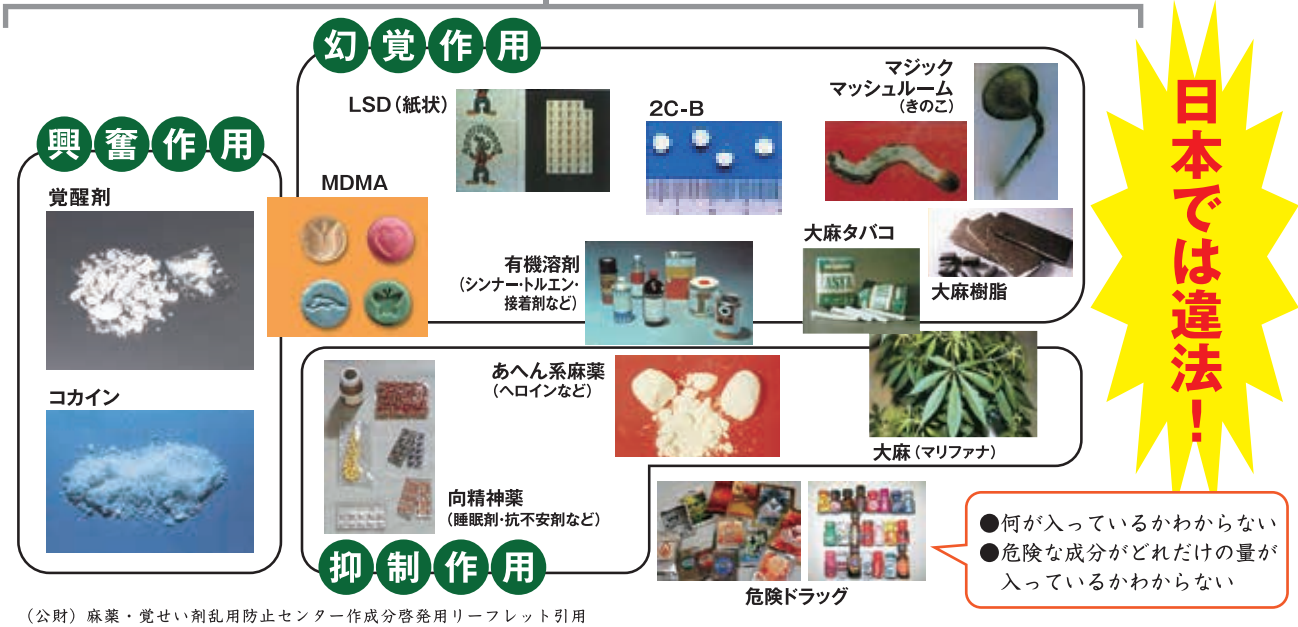 幻覚作用
LSD（紙状）
2C-B
マジック
マッシュルーム
（きのこ）
興奮作用
覚醒剤
MDMA
有機溶剤
（シンナー・トルエン・
接着剤など）
大麻タバコ
大麻樹脂
コカイン
あへん系麻薬
（ヘロインなど）
大麻（マリファナ）
向精神薬
（睡眠剤・抗不安剤など）
抑制作用
危険ドラッグ
日本では違法！
●何が入っているかわからない
●危険な成分がどれだけの量が
入っているかわからない
（公財）麻薬・覚せい剤乱用防止センター作成分啓発用リーフレット引用